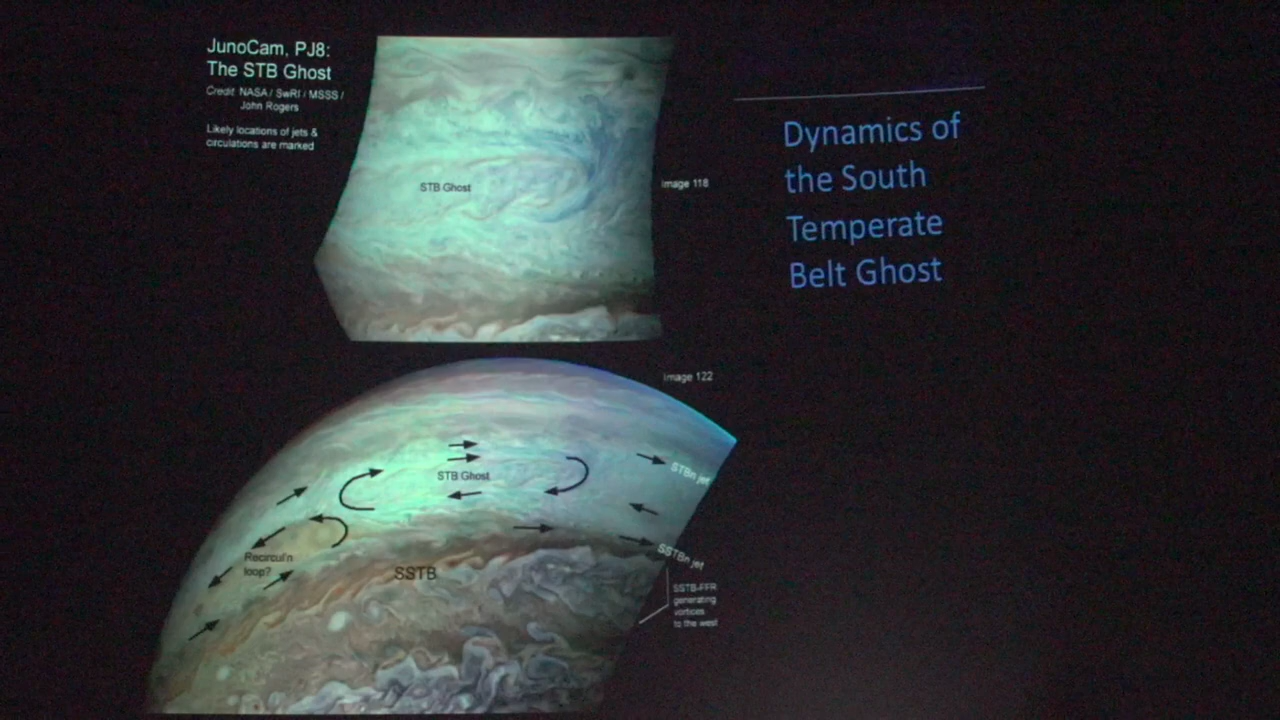 JunoCam, PJ8:
The STB Ghost
Credit: NASA / SwRI / MSSS /
John Rogers
Likely locations of jets &
circulations are marked
STB Ghost
Image 118
Dynamics of
the South
Temperate
Belt Ghost
Image 122
STB Ghost
STBn jet
Recircul'n
loop?
SSTB
SSTBn jet
SSTB-FFR
generating
vortices
to the west